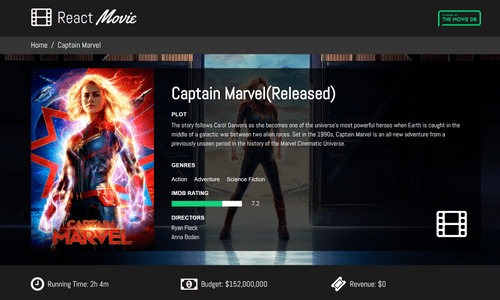 React Movie
POWERED BY
THE MOVIE DB
Home / Captain Marvel
Captain Marvel(Released)
PLOT
The story follows Carol Danvers as she becomes one of the universe's most powerful heroes when Earth is caught in the
middle of a galactic war between two alien races. Set in the 1990s, Captain Marvel is an all-new adventure from a
previously unseen period in the history of the Marvel Cinematic Universe.
GENRES
Action Adventure Science Fiction
IMDB RATING
7.2
DIRECTORS
Ryan Fleck
Anna Boden
CAPTAIN
MARVEL
Running Time: 2h 4m
Budget: $152,000,000
Revenue: $0